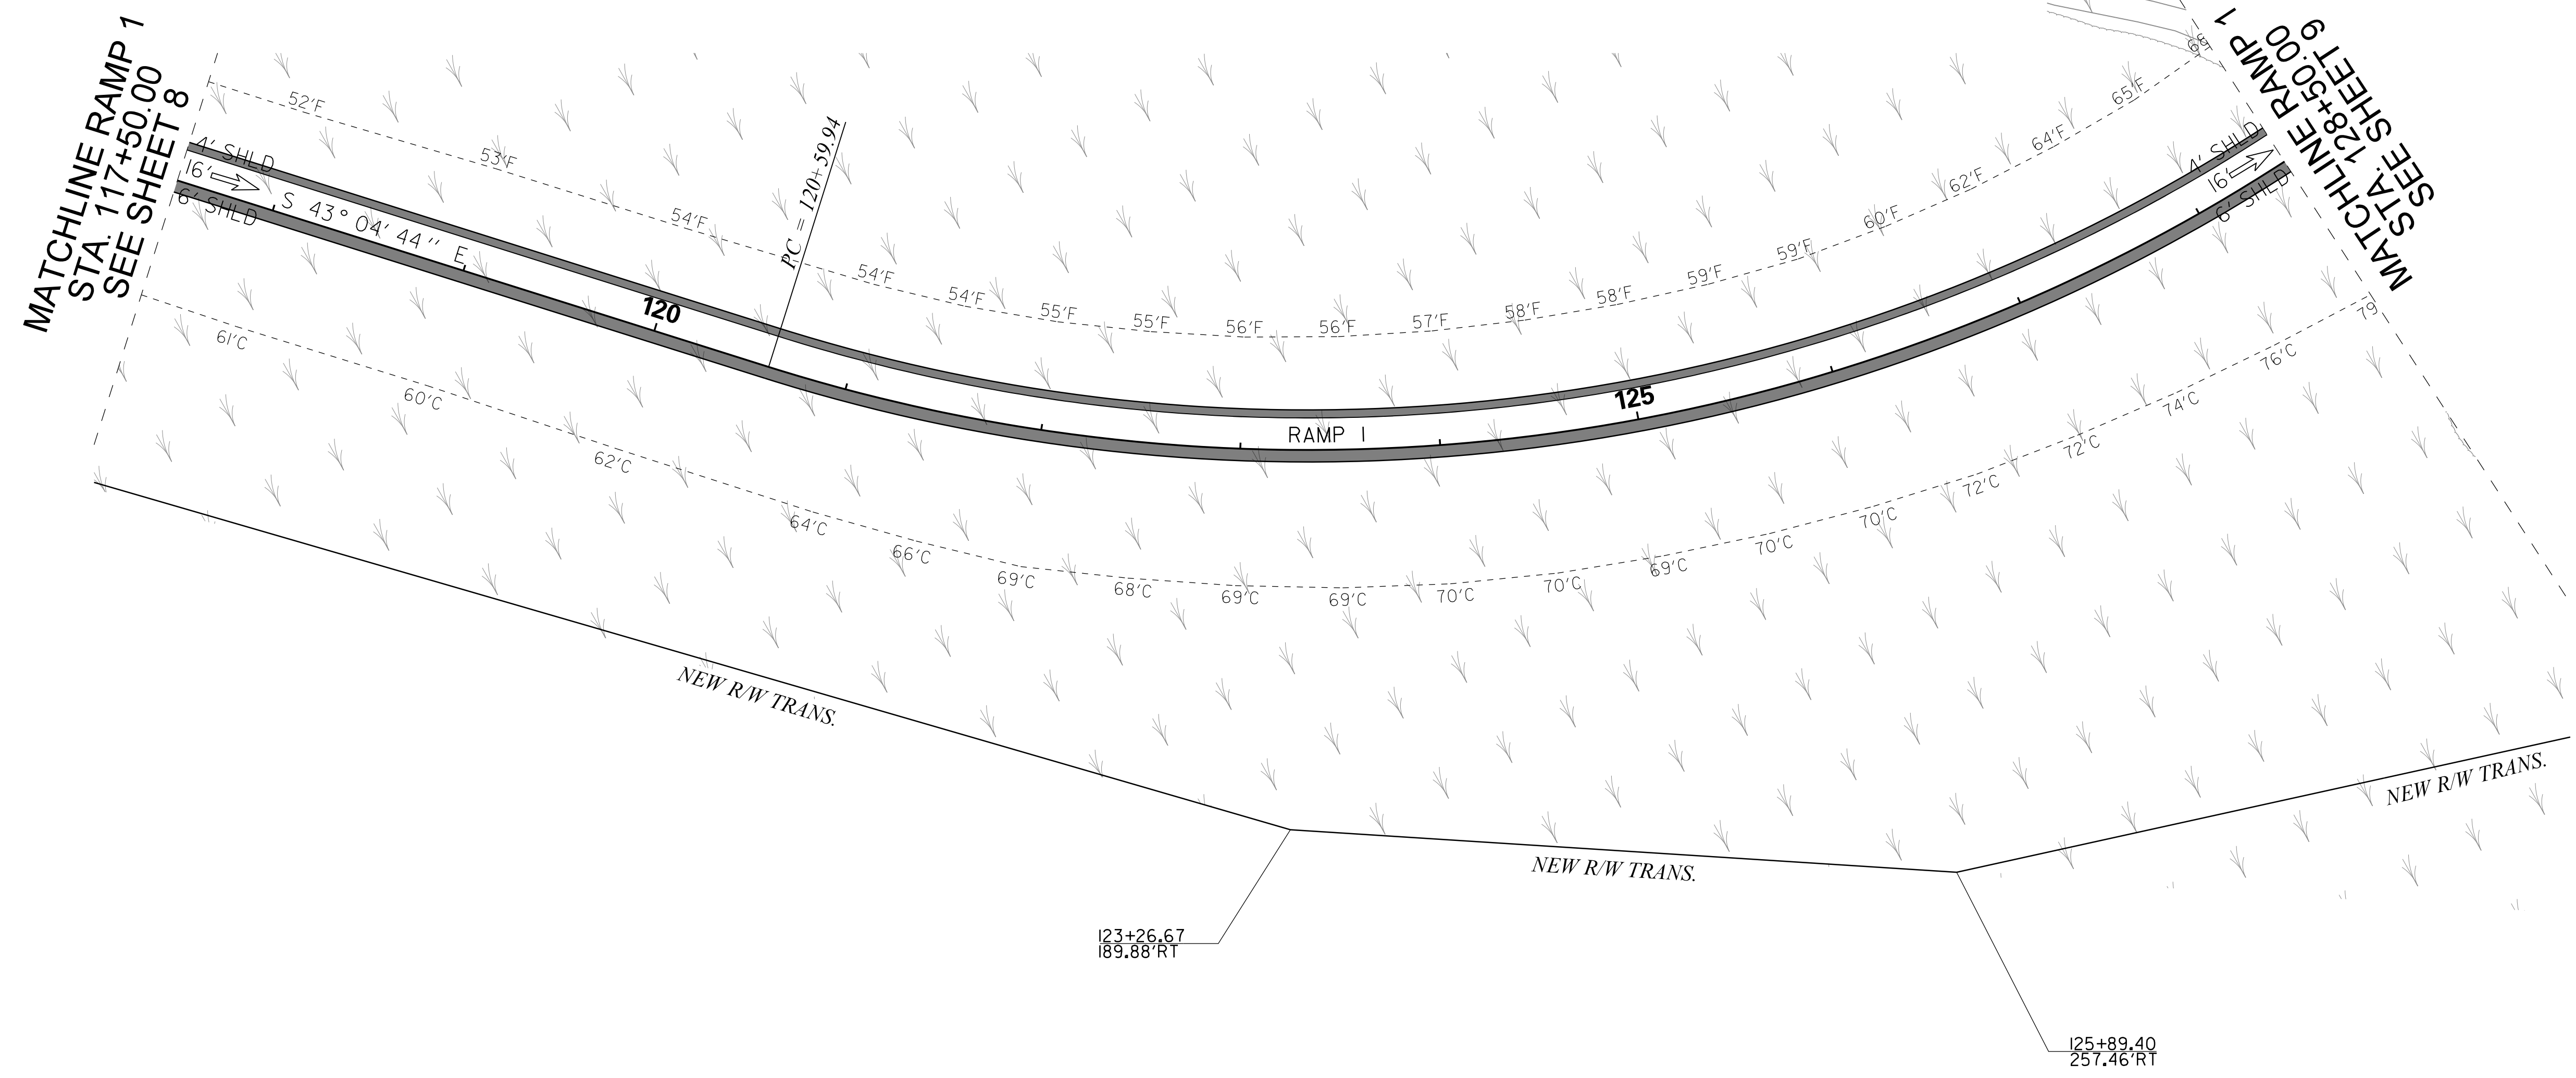 MATCHLINE RAMP 1
STA. 117+50.00
SEE SHEET 8
MATCHLINE RAMP 1
STA. 128+50.00
SEE SHEET 9
52'F
53'F
54'F
54'F
54'F
55'F
55'F
56'F
56'F
57'F
58'F
58'F
59'F
59'F
60'F
62'F
64'F
65'F
68
PC = 120+59.94
4' SHLD
16'
6' SHLD
S 43° 04' 44" E
120
RAMP 1
125
4' SHLD
16'
6' SHLD
61'C
60'C
62'C
64'C
66'C
69'C
68'C
69'C
69'C
70'C
70'C
69'C
70'C
70'C
72'C
72'C
74'C
76'C
79
NEW R/W TRANS.
NEW R/W TRANS.
NEW R/W TRANS.
123+26.67
189.88'RT
125+89.40
257.46'RT